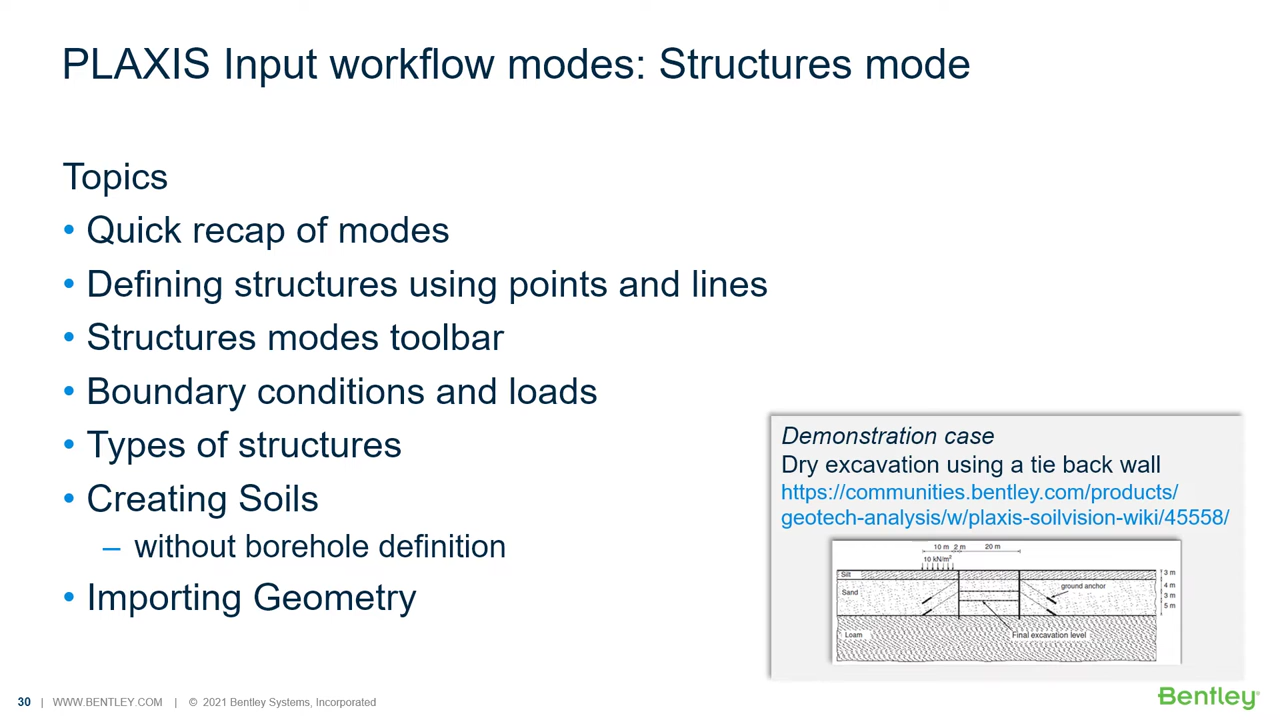 PLAXIS Input workflow modes: Structures mode
Topics
• Quick recap of modes
• Defining structures using points and lines
• Structures modes toolbar
• Boundary conditions and loads
• Types of structures
• Creating Soils
– without borehole definition
• Importing Geometry
Demonstration case
Dry excavation using a tie back wall
https://communities.bentley.com/products/
geotech-analysis/w/plaxis-soilvision-wiki/45558/
10 m 2 m 20 m
10 kN/m²
Silt
3 m
Sand
ground anchor
4 m
3 m
5 m
Loam
Final excavation level
30 | WWW.BENTLEY.COM | © 2021 Bentley Systems, Incorporated
Bentley